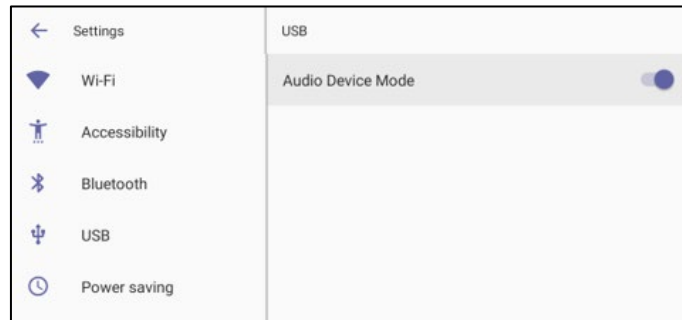 Settings
Wi-Fi
Accessibility
Bluetooth
USB
Power saving
USB
Audio Device Mode